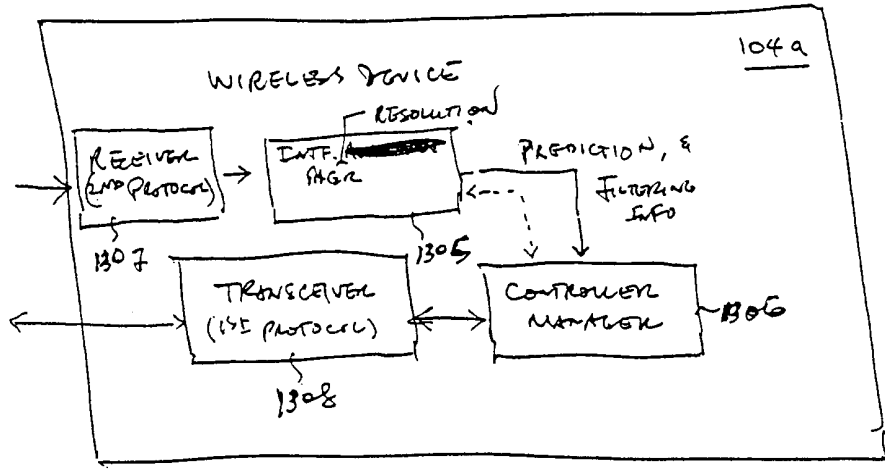 104a
WIRELESS DEVICE
RESOLUTION
RECEIVER
(2ND PROTOCOL)
INTF.
PREDICTION, &
FILTERING
INFO
1307
1305
TRANSCEIVER
(1ST PROTOCOL)
CONTROLLER
MANAGER
1306
1308